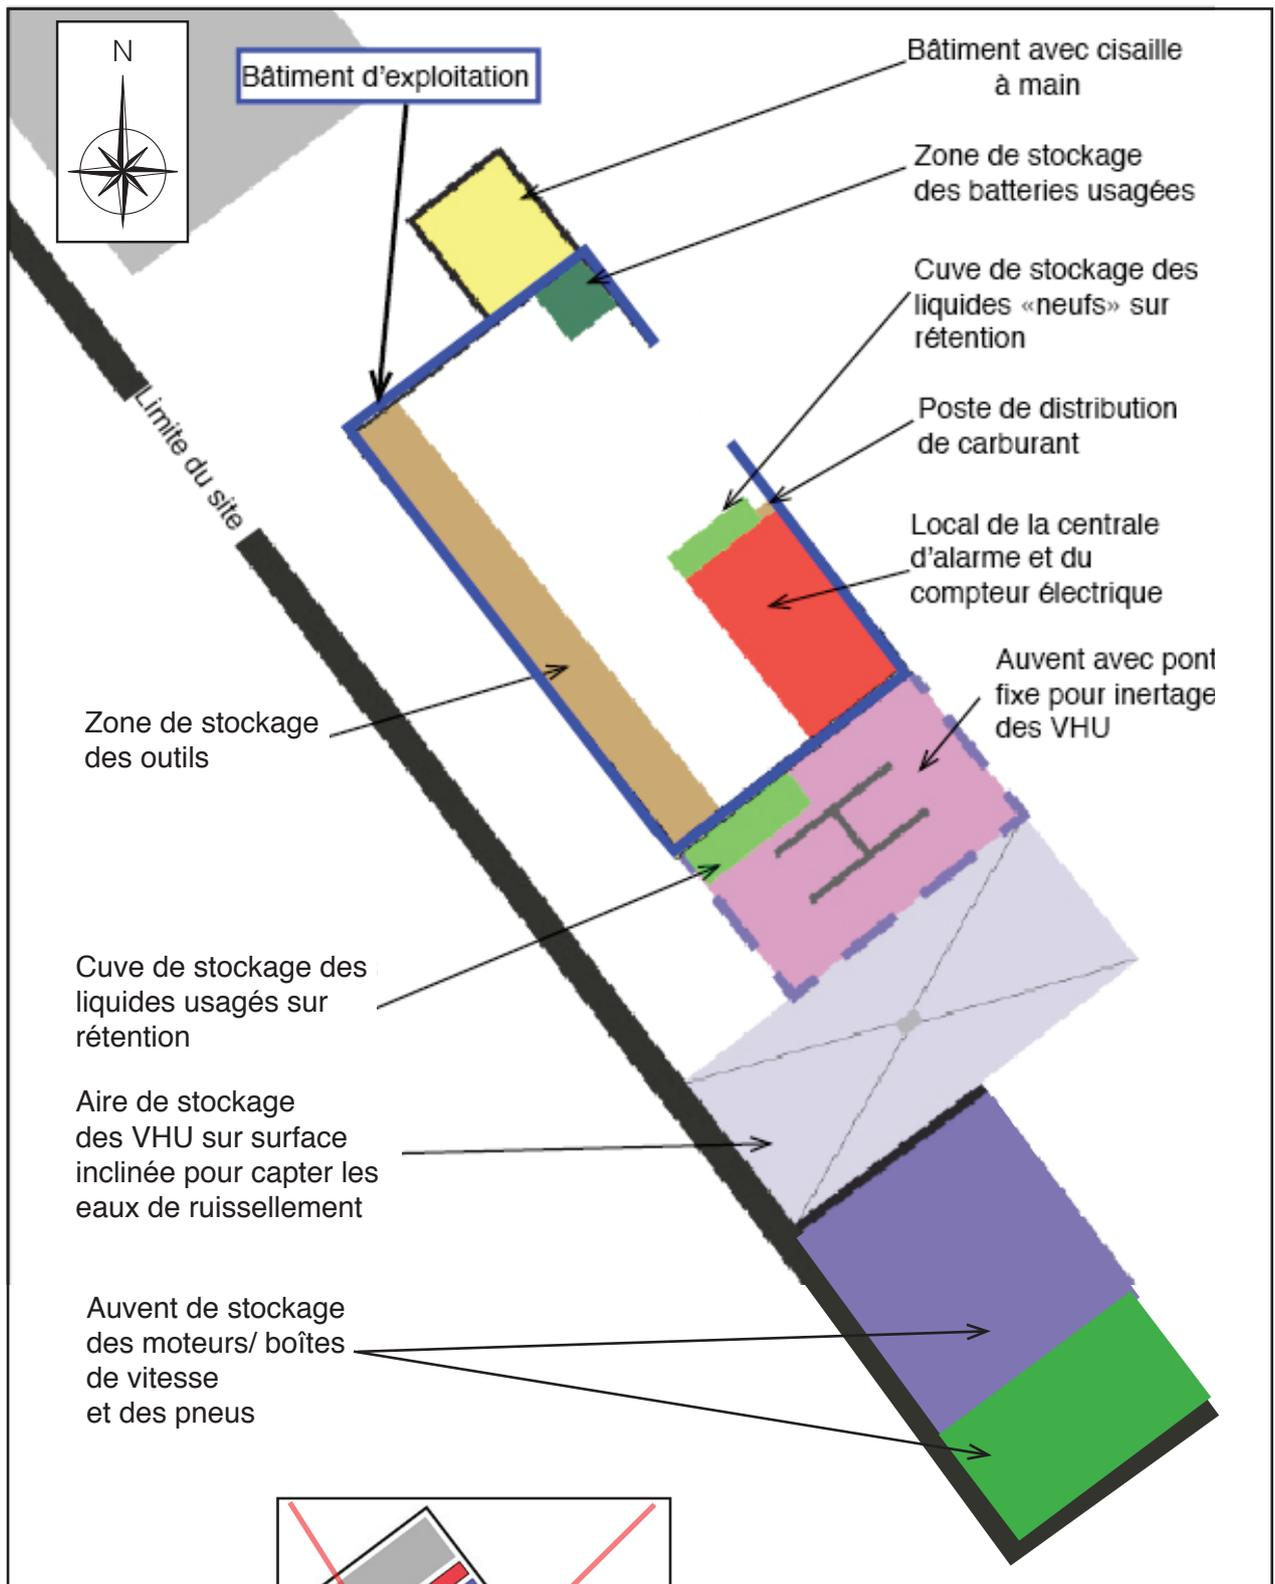 N
Bâtiment d'exploitation
Bâtiment avec cisaille
à main
Zone de stockage
des batteries usagées
Cuve de stockage des
liquides «neufs» sur
rétention
Poste de distribution
de carburant
Local de la centrale
d'alarme et du
compteur électrique
Auvent avec pont
fixe pour inertage
des VHU
Limite du site
Zone de stockage
des outils
Cuve de stockage des
liquides usagés sur
rétention
Aire de stockage
des VHU sur surface
inclinée pour capter les
eaux de ruissellement
Auvent de stockage
des moteurs/ boîtes
de vitesse
et des pneus